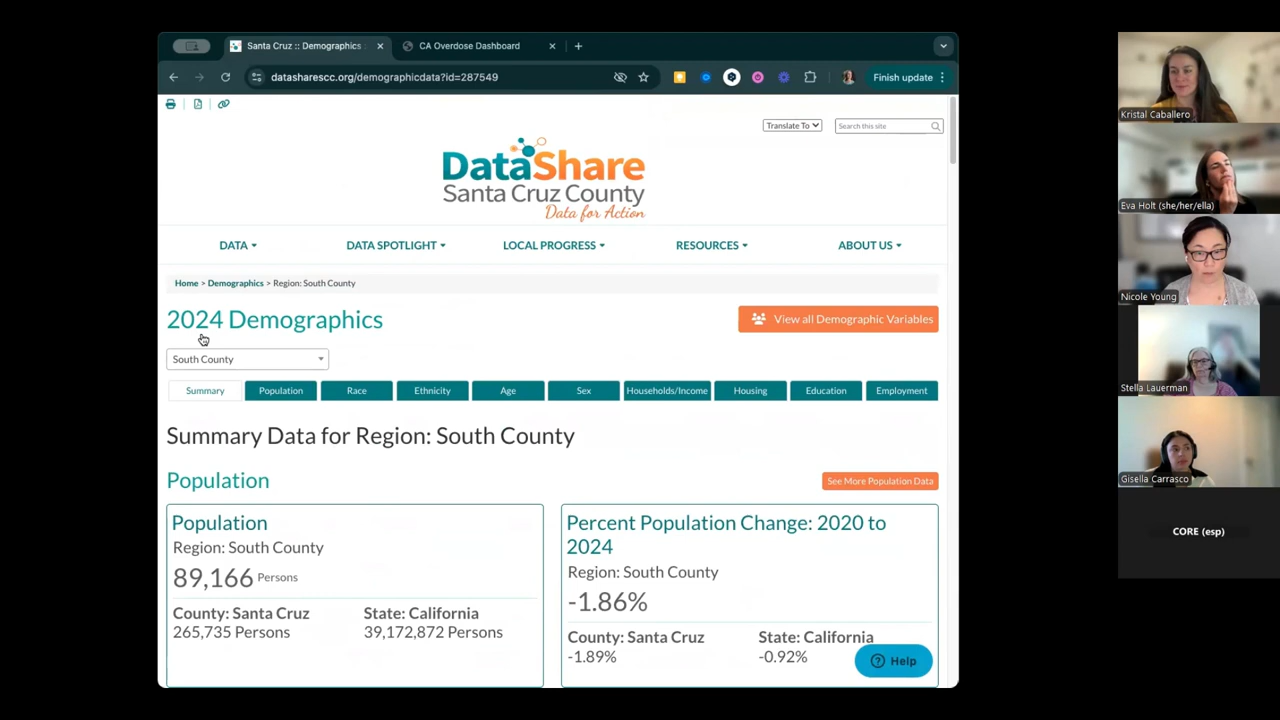 Santa Cruz :: Demographics
CA Overdose Dashboard
datasharescc.org/demographicdata?id=287549
Finish update
Translate To
Search this site
DataShare
Santa Cruz County
Data for Action
DATA
DATA SPOTLIGHT
LOCAL PROGRESS
RESOURCES
ABOUT US
Home > Demographics > Region: South County
2024 Demographics
View all Demographic Variables
South County
Summary
Population
Race
Ethnicity
Age
Sex
Households/Income
Housing
Education
Employment
Summary Data for Region: South County
Population
See More Population Data
Population
Region: South County
89,166 Persons
County: Santa Cruz
265,735 Persons
State: California
39,172,872 Persons
Percent Population Change: 2020 to
2024
Region: South County
-1.86%
County: Santa Cruz
-1.89%
State: California
-0.92%
Help
Kristal Caballero
Eva Holt (she/her/ella)
Nicole Young
Stella Lauerman
Gisella Carrasco
CORE (esp)